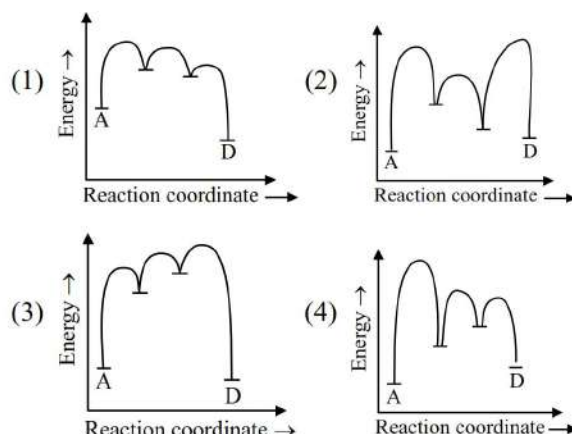 (1)
Energy →
A
D
Reaction coordinate →
(2)
Energy →
A
D
Reaction coordinate →
(3)
Energy →
A
D
Reaction coordinate →
(4)
Energy →
A
D
Reaction coordinate →